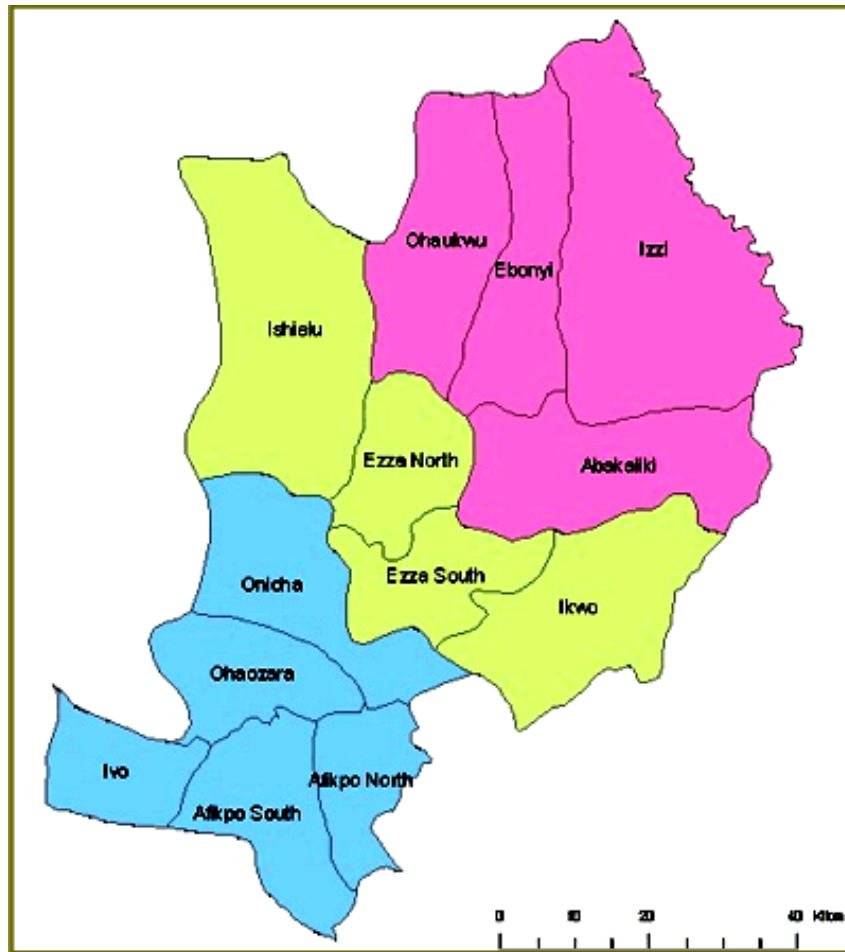 Ohaukwu
Izzi
Ebonyi
Ishielu
Ezza North
Abakaliki
Ezza South
Onicha
Ikwo
Ohaozara
Ivo
Afikpo North
Afikpo South
0 10 20 40